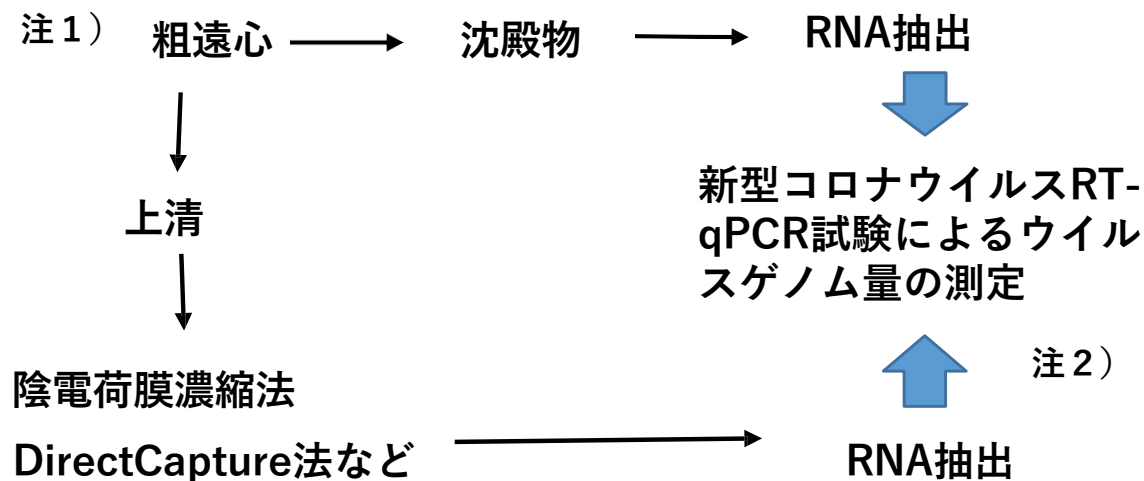 注１）
粗遠心
沈殿物
RNA抽出
上清
新型コロナウイルスRT-
qPCR試験によるウイル
スゲノム量の測定
注２）
陰電荷膜濃縮法
DirectCapture法など
RNA抽出